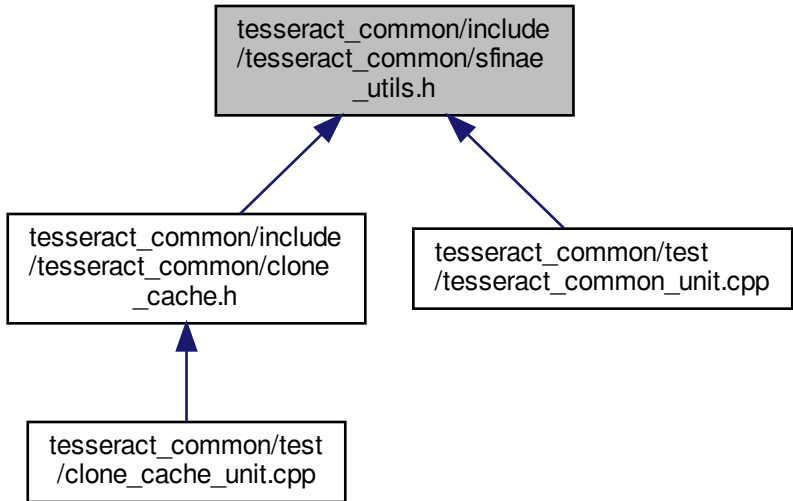 tesseract_common/include
/tesseract_common/sfinae
_utils.h
tesseract_common/include
/tesseract_common/clone
_cache.h
tesseract_common/test
/tesseract_common_unit.cpp
tesseract_common/test
/clone_cache_unit.cpp